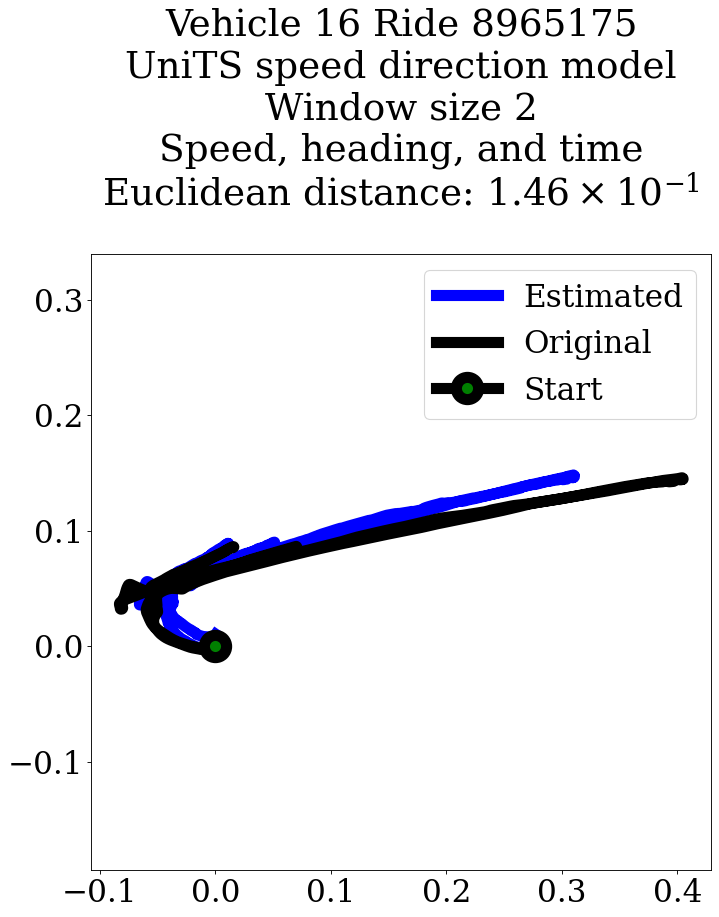 Vehicle 16 Ride 8965175
UniTS speed direction model
Window size 2
Speed, heading, and time
Euclidean distance: 1.46 × 10⁻¹
Estimated
Original
Start
0.3
0.2
0.1
0.0
−0.1
−0.1 0.0 0.1 0.2 0.3 0.4